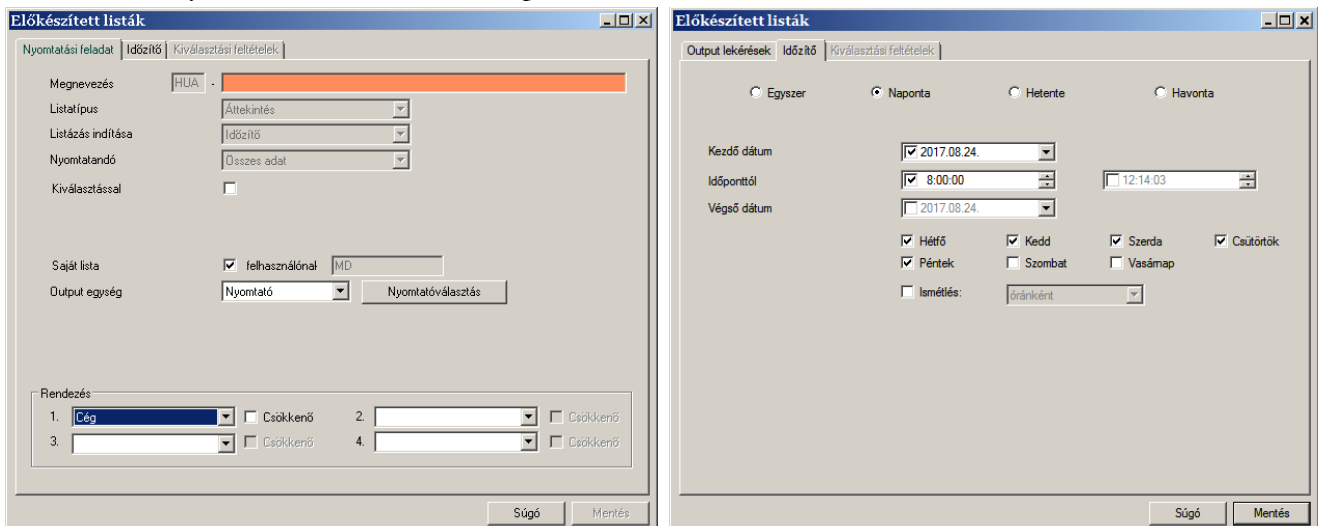 Előkészített listák
Nyomtatási feladat Időzítő Kiválasztási feltételek
Megnevezés HUA -
Listatípus Áttekintés
Listázás indítása Időzítő
Nyomtatandó Összes adat
Kiválasztással
Saját lista felhasználónak MD
Output egység Nyomtató Nyomtatóválasztás
Rendezés
1. Cég Csökkenő 2. Csökkenő
3. Csökkenő 4. Csökkenő
Súgó Mentés
Előkészített listák
Output lekérések Időzítő Kiválasztási feltételek
Egyszer Naponta Hetente Havonta
Kezdő dátum 2017.08.24.
Időponttól 8:00:00 12:14:03
Végső dátum 2017.08.24.
Hétfő Kedd Szerda Csütörtök
Péntek Szombat Vasárnap
Ismétlés: óránként
Súgó Mentés